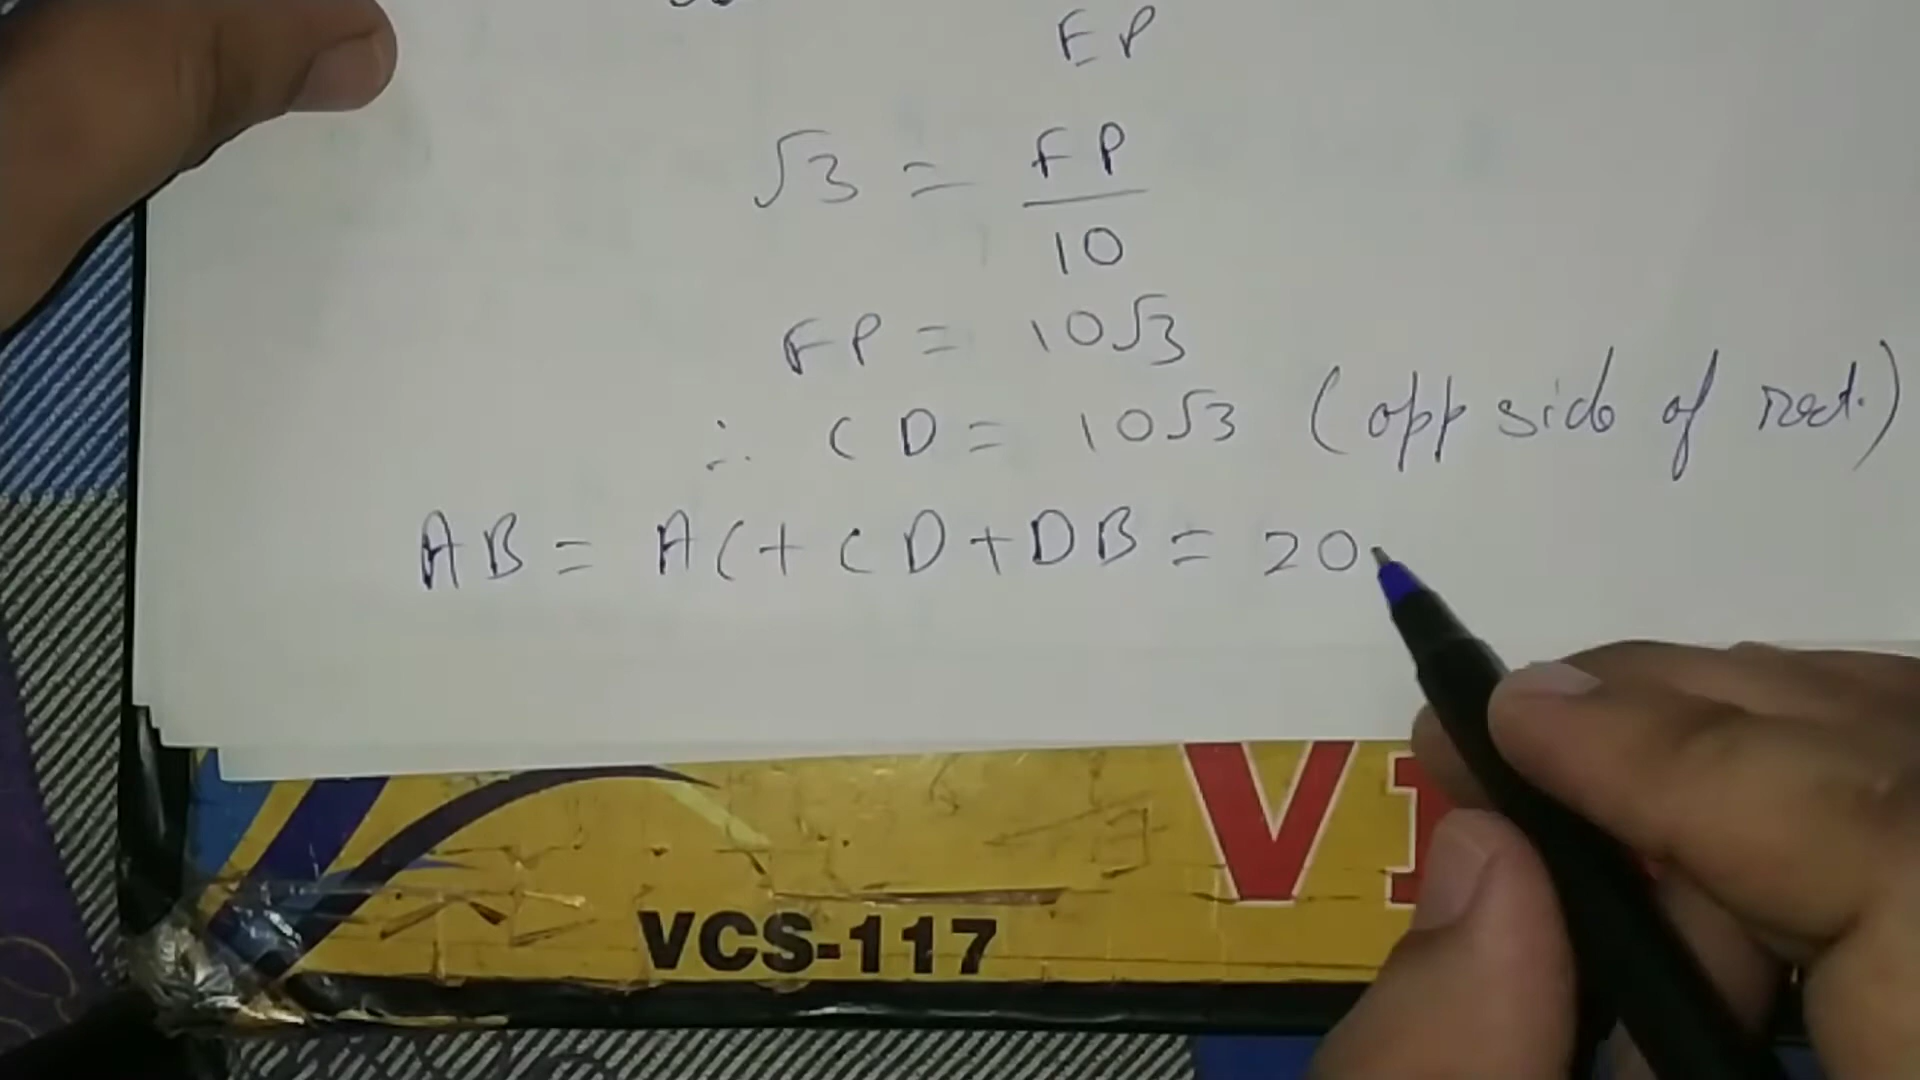 FP
√3 = FP
10
FP = 10√3
∴ CD = 10√3 (opp side of rect.)
AB = AC + CD + DB = 20
VCS-117